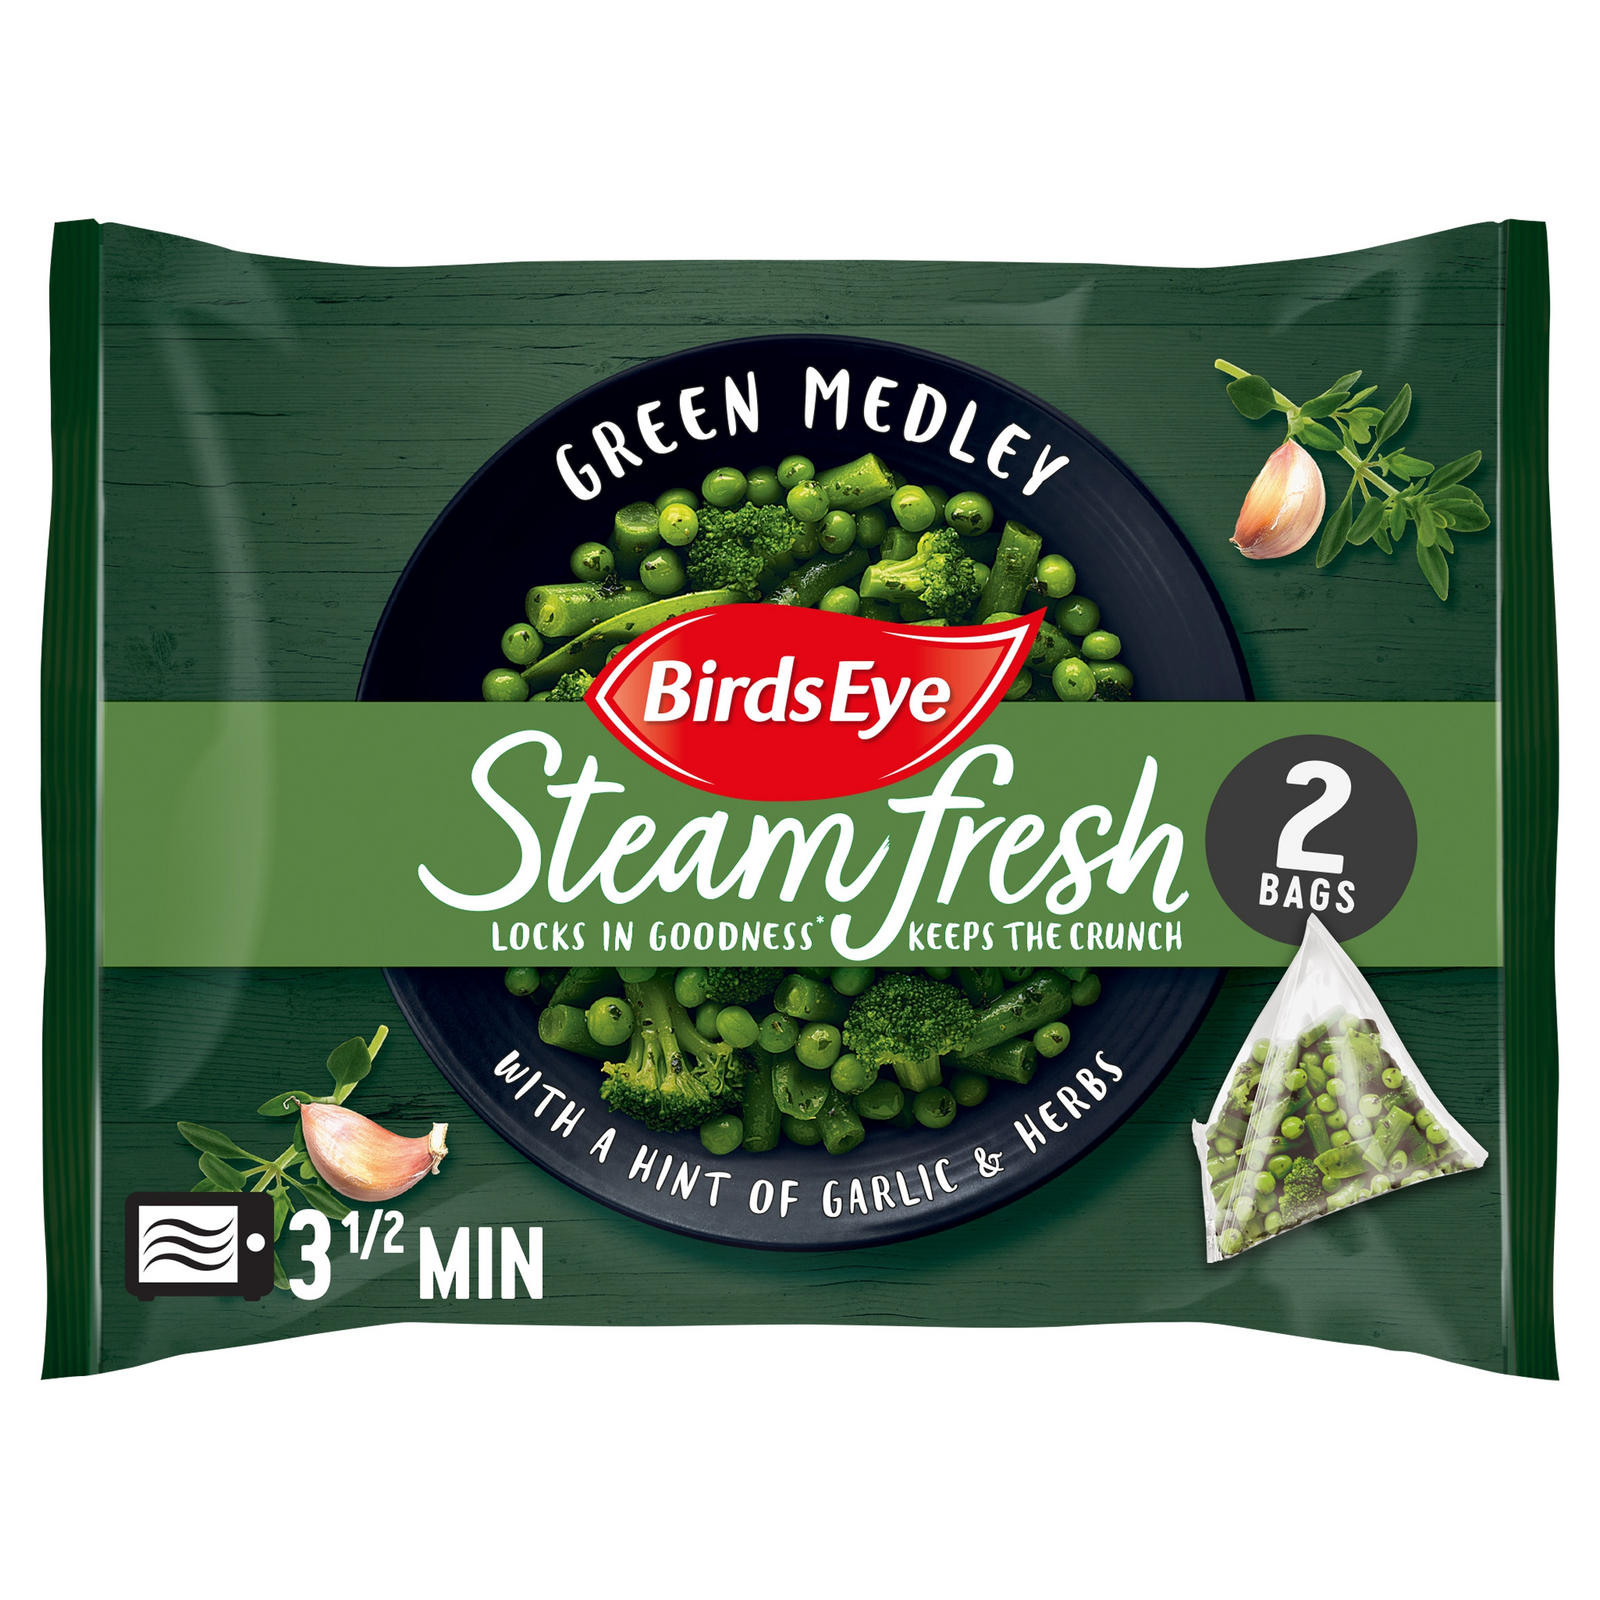 GREEN MEDLEY
BirdsEye
Steamfresh
LOCKS IN GOODNESS* KEEPS THE CRUNCH
2
BAGS
WITH A HINT OF GARLIC & HERBS
3 1/2 MIN